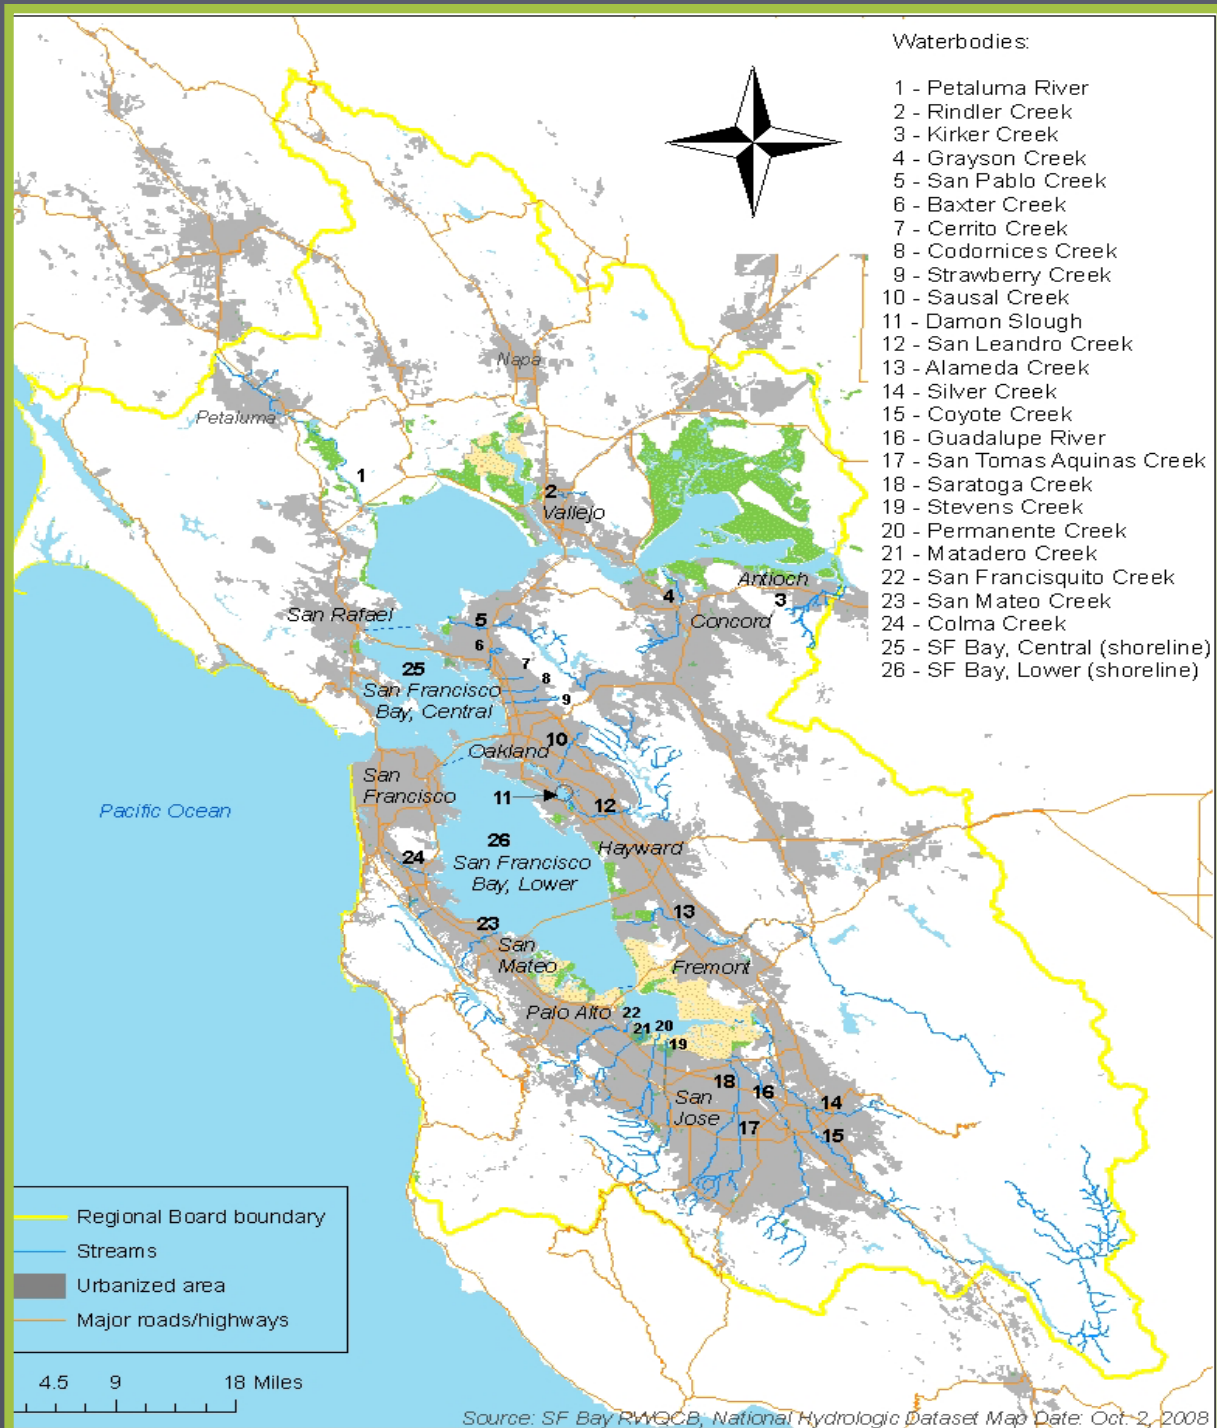 Waterbodies:
1 - Petaluma River
2 - Rindler Creek
3 - Kirker Creek
4 - Grayson Creek
5 - San Pablo Creek
6 - Baxter Creek
7 - Cerrito Creek
8 - Codornices Creek
9 - Strawberry Creek
10 - Sausal Creek
11 - Damon Slough
12 - San Leandro Creek
13 - Alameda Creek
14 - Silver Creek
15 - Coyote Creek
16 - Guadalupe River
17 - San Tomas Aquinas Creek
18 - Saratoga Creek
19 - Stevens Creek
20 - Permanente Creek
21 - Matadero Creek
22 - San Francisquito Creek
23 - San Mateo Creek
24 - Colma Creek
25 - SF Bay, Central (shoreline)
26 - SF Bay, Lower (shoreline)
Napa
Petaluma
1
2
Vallejo
Antioch
4
3
San Rafael
5
Concord
6
7
25
8
San Francisco
Bay, Central
9
10
Oakland
San
Francisco
11
12
Pacific Ocean
26
Hayward
24
San Francisco
Bay, Lower
13
23
San
Mateo
Fremont
Palo Alto
22
21
20
19
18
16
San
Jose
14
17
15
Regional Board boundary
Streams
Urbanized area
Major roads/highways
4.5 9 18 Miles
Source: SF Bay RWQCB, National Hydrologic Dataset Map Date: Oct. 2, 2008